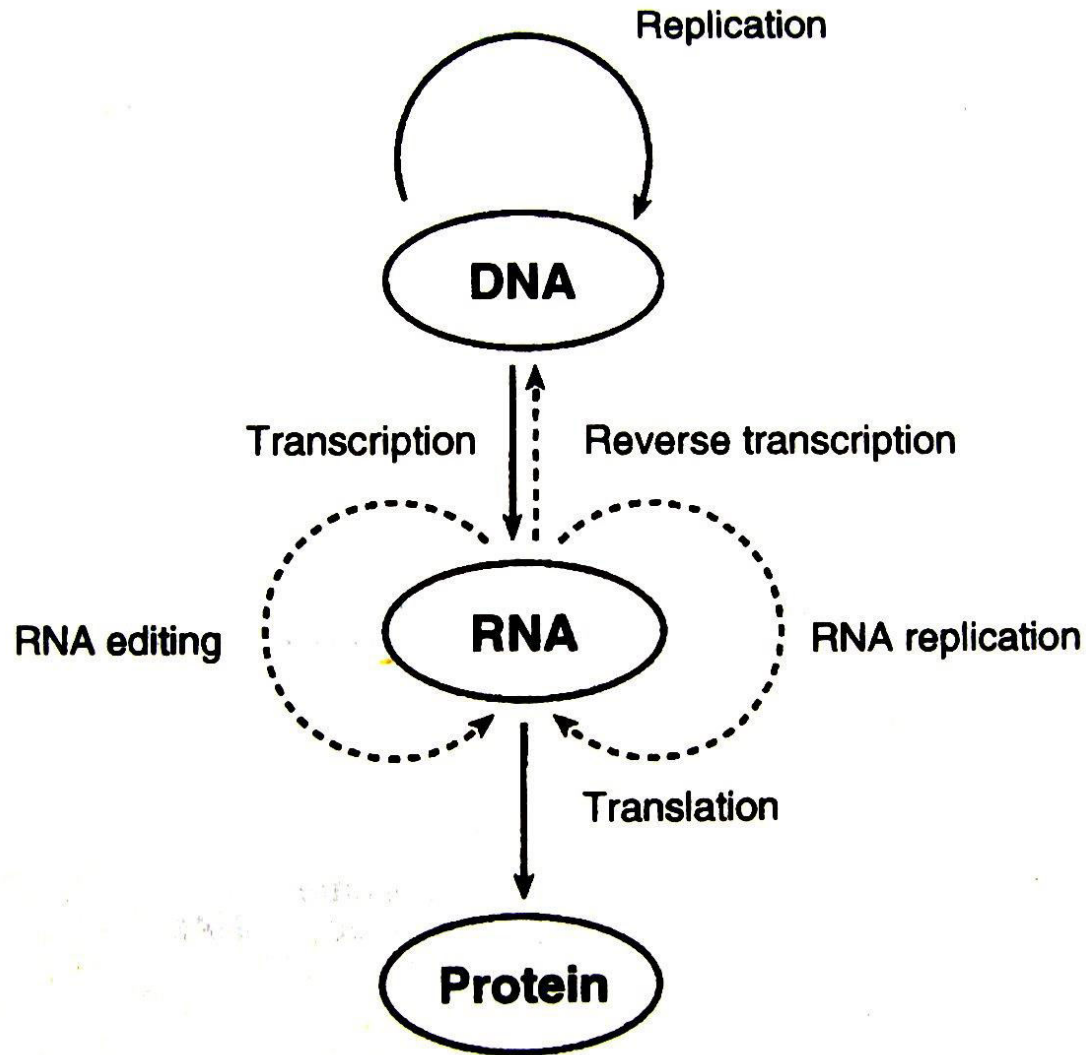 Replication
DNA
Transcription
Reverse transcription
RNA editing
RNA
RNA replication
Translation
Protein